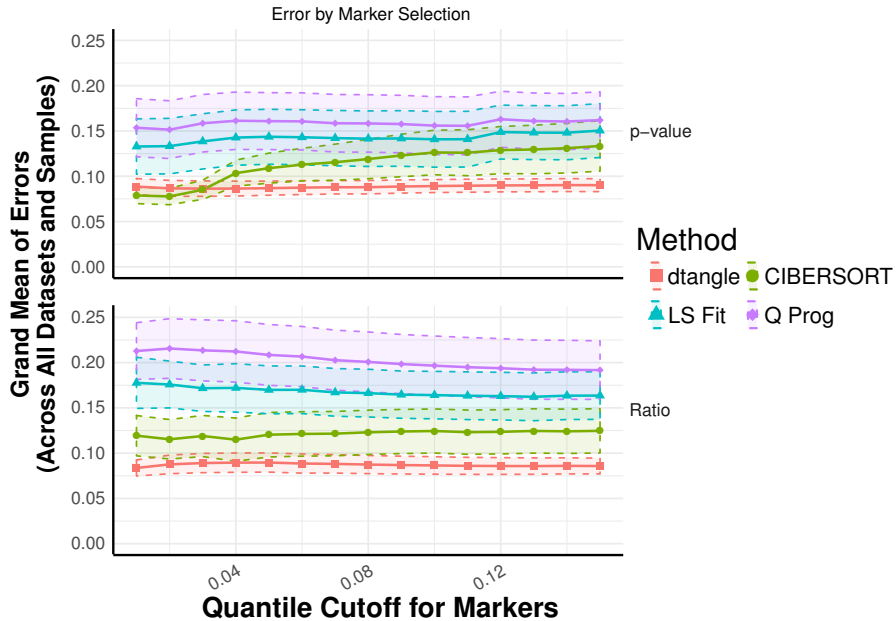 Error by Marker Selection
Grand Mean of Errors
(Across All Datasets and Samples)
0.25
0.20
0.15
0.10
0.05
0.00
p−value
0.25
0.20
0.15
0.10
0.05
0.00
Ratio
0.04
0.08
0.12
Quantile Cutoff for Markers
Method
dtangle
CIBERSORT
LS Fit
Q Prog